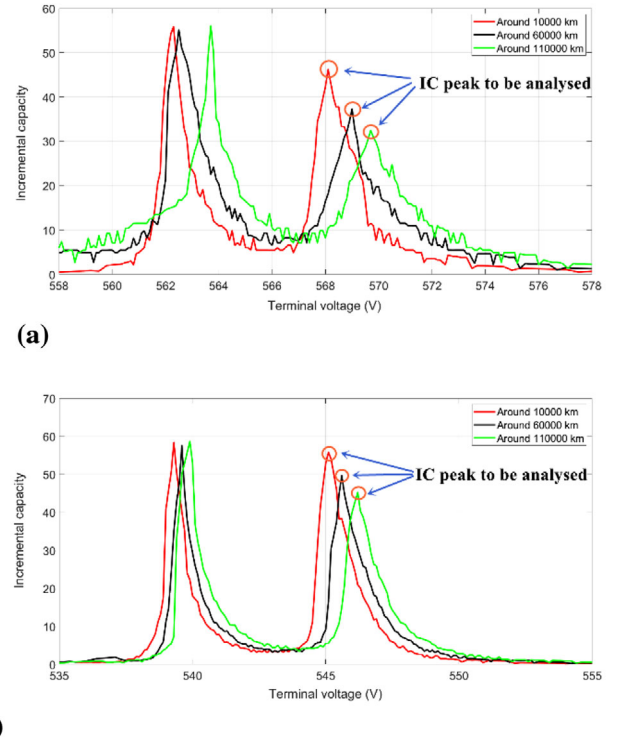 60
50
40
30
20
10
0
Incremental capacity
Around 10000 km
Around 60000 km
Around 110000 km
IC peak to be analysed
558 560 562 564 566 568 570 572 574 576 578
Terminal voltage (V)
(a)
70
60
50
40
30
20
10
0
Incremental capacity
Around 10000 km
Around 60000 km
Around 110000 km
IC peak to be analysed
535 540 545 550 555
Terminal voltage (V)
)